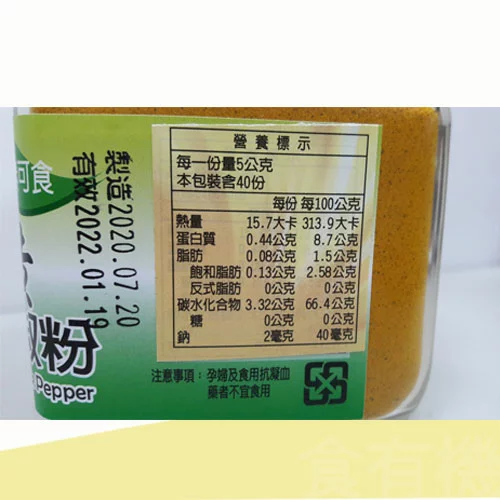 可食
椒粉
Pepper
製造2020.07.20
有效2022.01.19
營養標示
每一份量5公克
本包裝含40份
每份 每100公克
熱量 15.7大卡 313.9大卡
蛋白質 0.44公克 8.7公克
脂肪 0.08公克 1.5公克
飽和脂肪 0.13公克 2.58公克
反式脂肪 0公克 0公克
碳水化合物 3.32公克 66.4公克
糖 0公克 0公克
鈉 2毫克 40毫克
注意事項：孕婦及食用抗凝血
藥者不宜食用
食有機